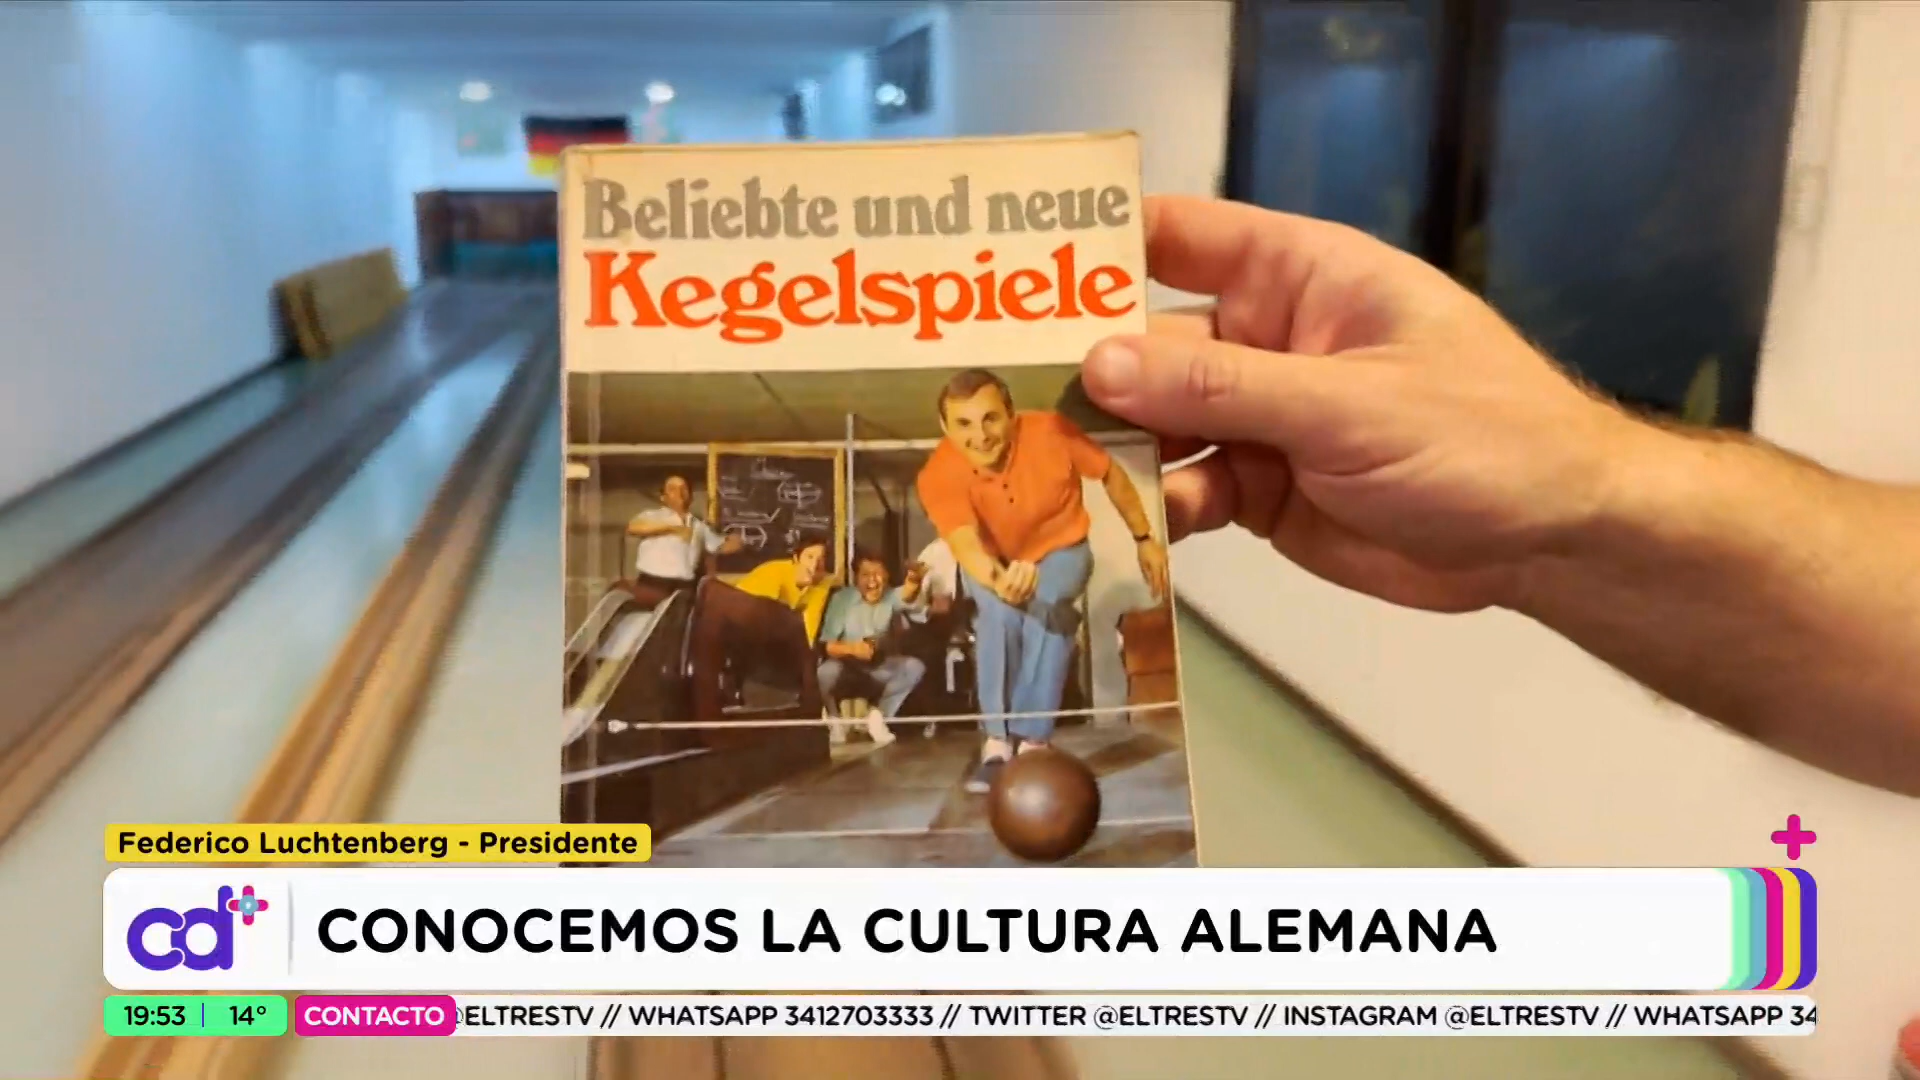 Beliebte und neue
Kegelspiele
Federico Luchtenberg - Presidente
cd+
CONOCEMOS LA CULTURA ALEMANA
19:53 | 14°
CONTACTO
@ELTRESTV // WHATSAPP 3412703333 // TWITTER @ELTRESTV // INSTAGRAM @ELTRESTV // WHATSAPP 34